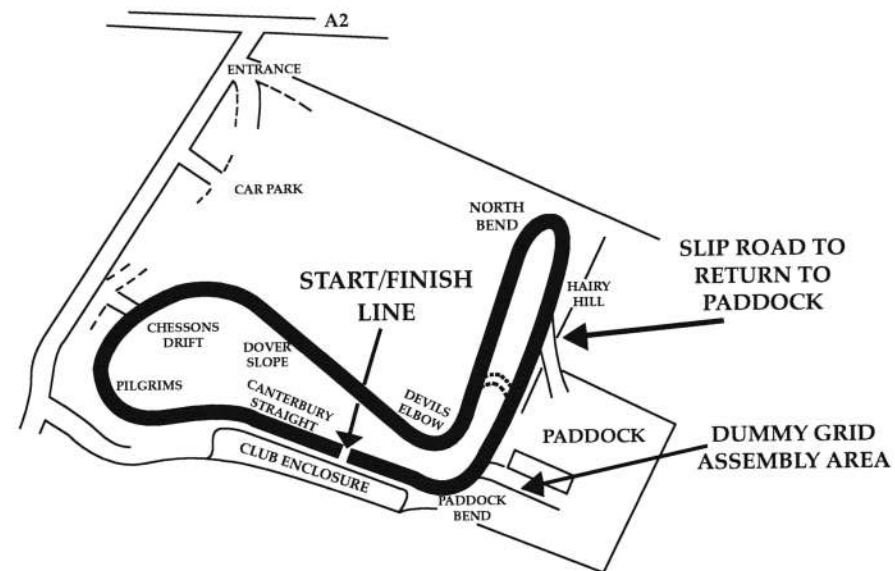 A2
ENTRANCE
CAR PARK
NORTH
BEND
SLIP ROAD TO
RETURN TO
PADDOCK
HAIRY
HILL
START/FINISH
LINE
CHESSONS
DRIFT
DOVER
SLOPE
PILGRIMS
CANTERBURY
STRAIGHT
DEVILS
ELBOW
PADDOCK
DUMMY GRID
ASSEMBLY AREA
CLUB ENCLOSURE
PADDOCK
BEND